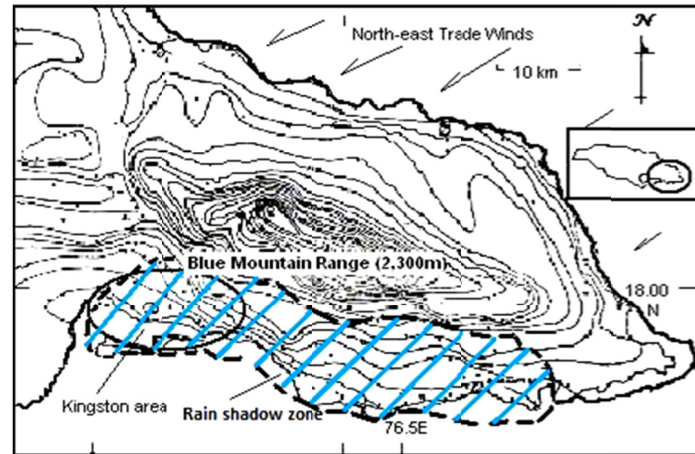 North-east Trade Winds
N
10 km
Blue Mountain Range (2,300m)
18.00
N
Kingston area
Rain shadow zone
76.5E